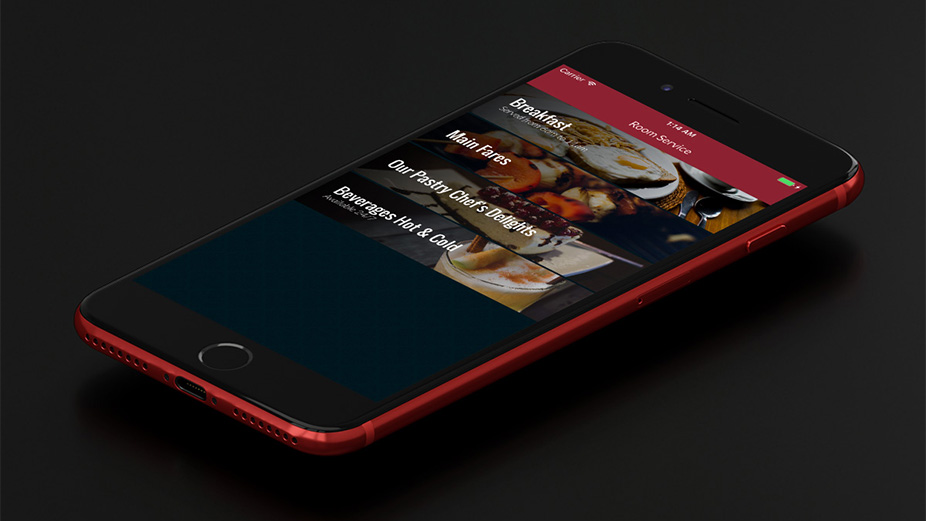 Carrier
1:14 AM
Room Service
Breakfast
Served from
Main Fares
Our Pastry Chef's Delights
Beverages Hot & Cold
Available 24/7